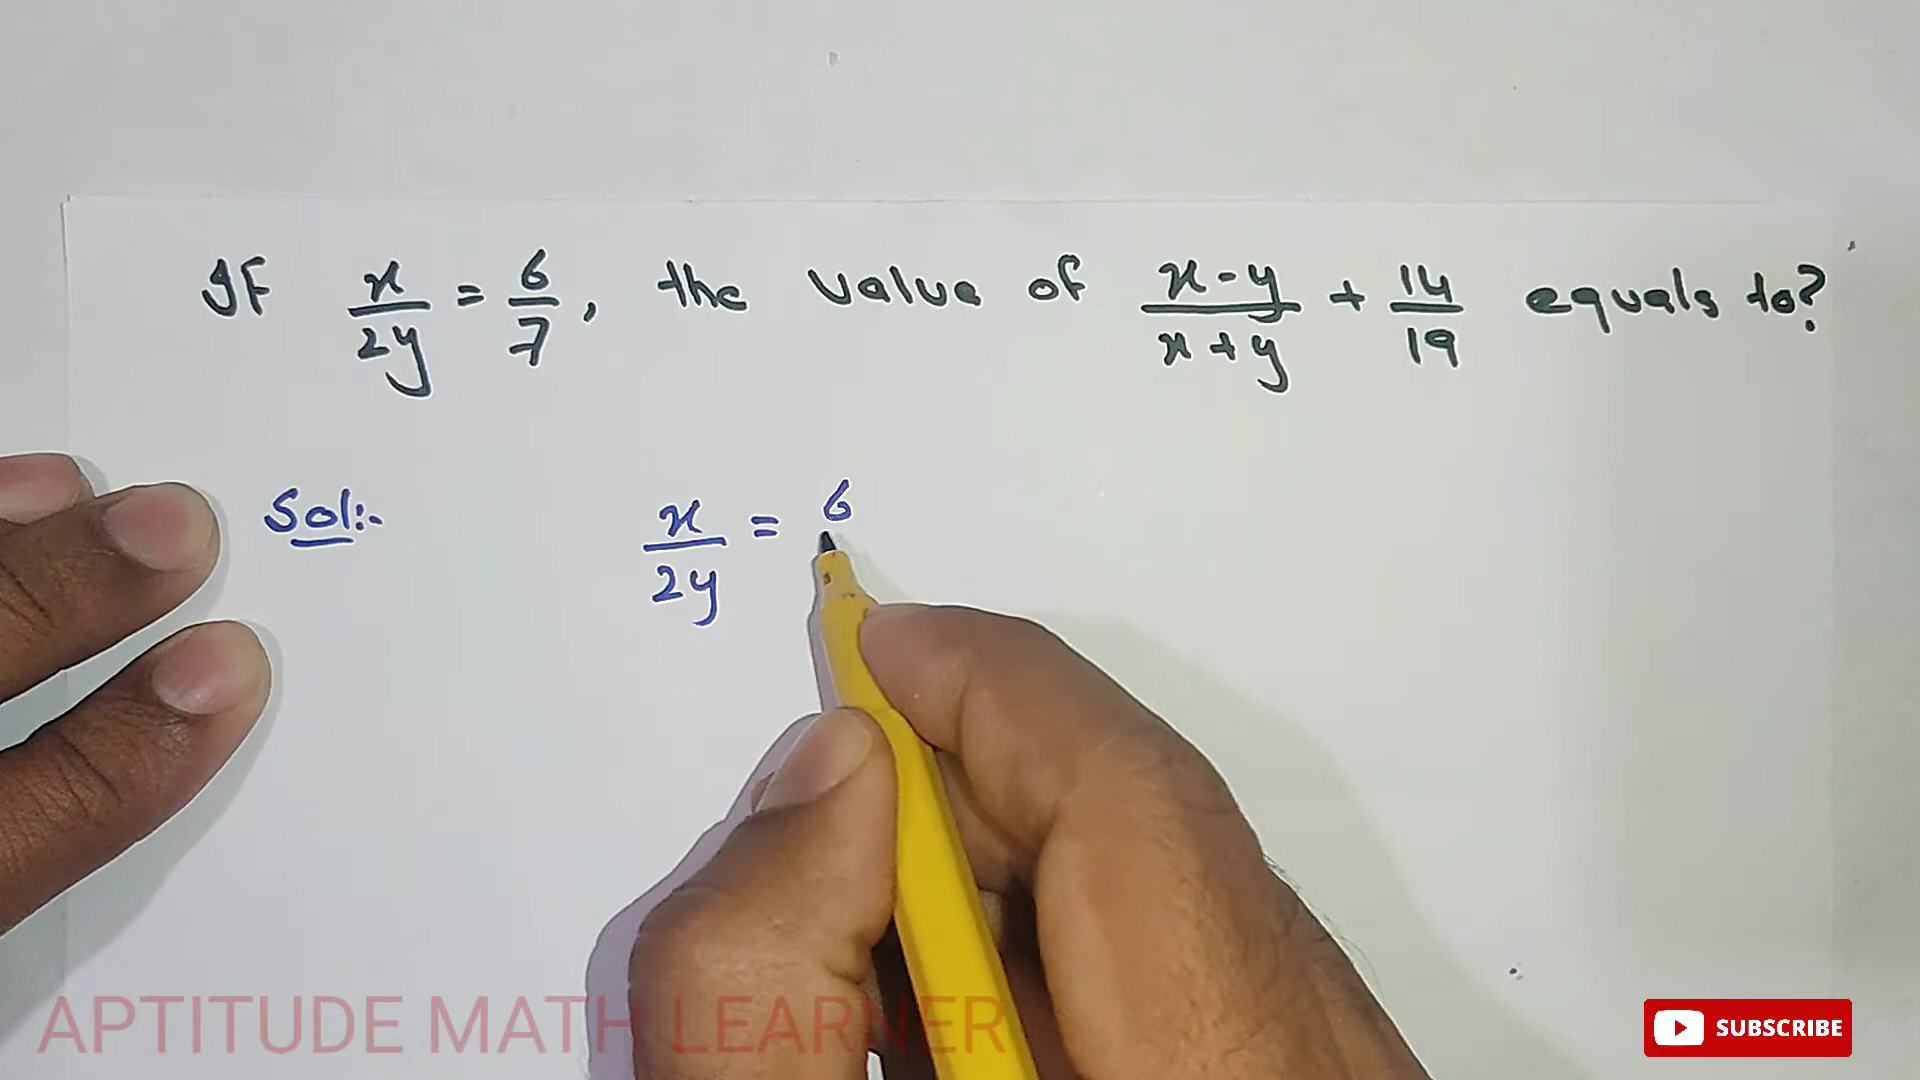 If x/2y = 6/7, the value of x-y/x+y + 14/19 equals to?
Sol:-
x/2y = 6
APTITUDE MATH LEARNER
SUBSCRIBE